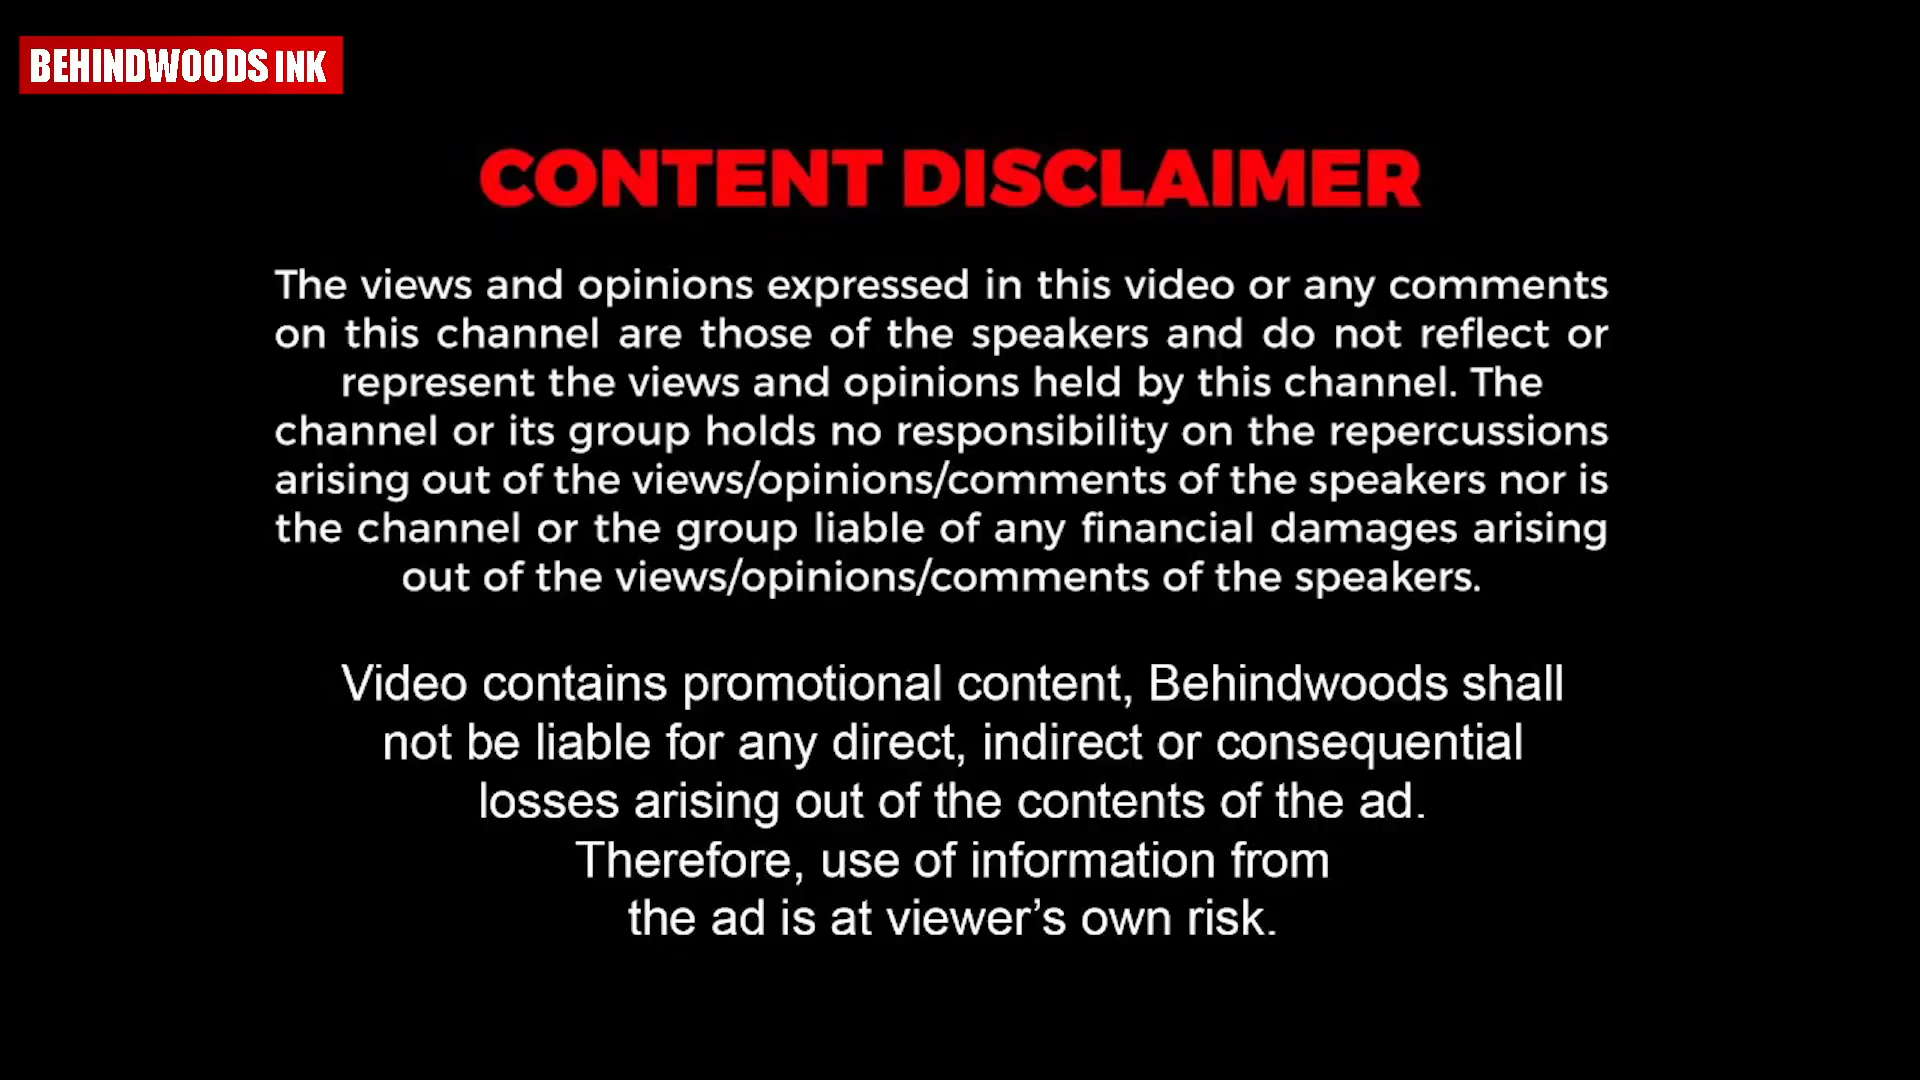 BEHINDWOODS INK
CONTENT DISCLAIMER
The views and opinions expressed in this video or any comments
on this channel are those of the speakers and do not reflect or
represent the views and opinions held by this channel. The
channel or its group holds no responsibility on the repercussions
arising out of the views/opinions/comments of the speakers nor is
the channel or the group liable of any financial damages arising
out of the views/opinions/comments of the speakers.
Video contains promotional content, Behindwoods shall
not be liable for any direct, indirect or consequential
losses arising out of the contents of the ad.
Therefore, use of information from
the ad is at viewer’s own risk.